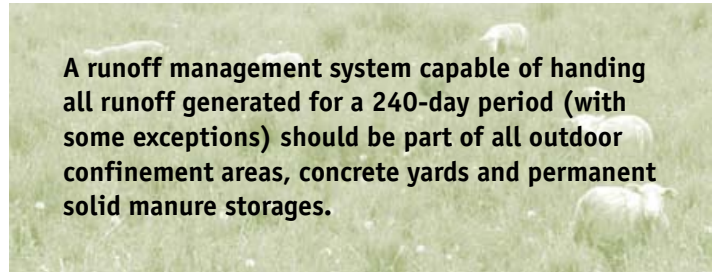 A runoff management system capable of handing
all runoff generated for a 240-day period (with
some exceptions) should be part of all outdoor
confinement areas, concrete yards and permanent
solid manure storages.